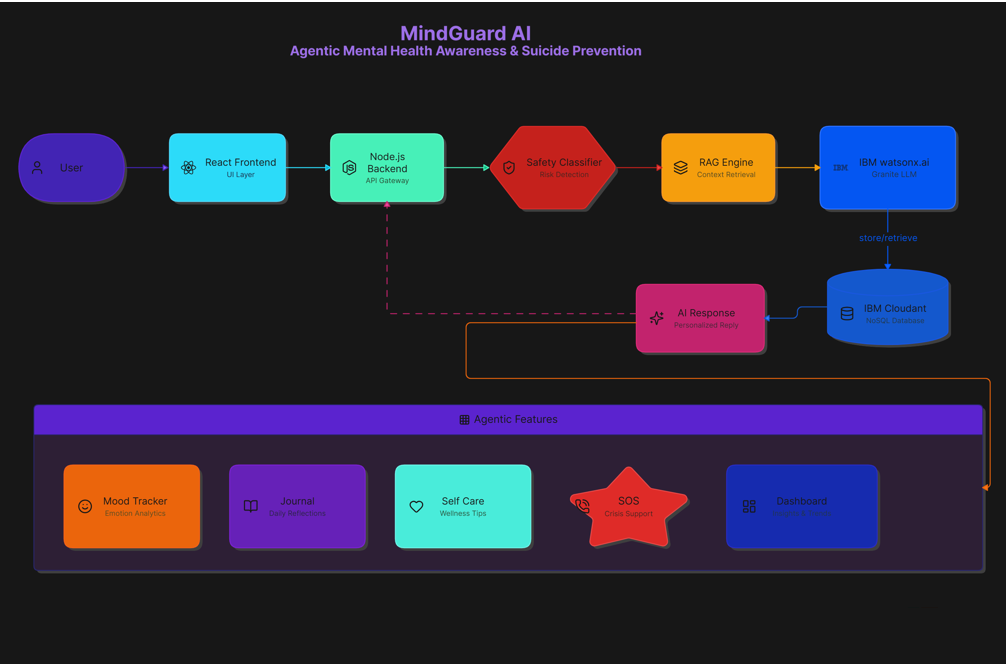 MindGuard AI
Agentic Mental Health Awareness & Suicide Prevention
User
React Frontend
UI Layer
Node.js
Backend
API Gateway
Safety Classifier
Risk Detection
RAG Engine
Context Retrieval
IBM
IBM watsonx.ai
Granite LLM
store/retrieve
AI Response
Personalized Reply
IBM Cloudant
NoSQL Database
Agentic Features
Mood Tracker
Emotion Analytics
Journal
Daily Reflections
Self Care
Wellness Tips
SOS
Crisis Support
Dashboard